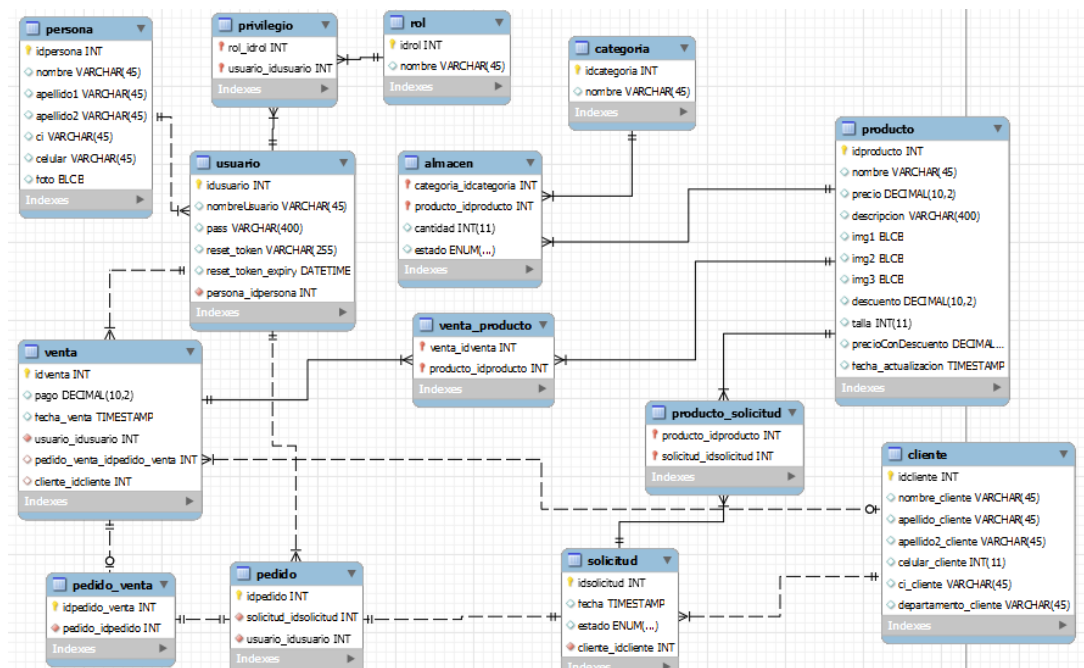 persona
idpersona INT
nombre VARCHAR(45)
apellido1 VARCHAR(45)
apellido2 VARCHAR(45)
ci VARCHAR(45)
celular VARCHAR(45)
foto BLCB
Indexes
privilegio
rol_idrol INT
usuario_idusuario INT
Indexes
rol
idrol INT
nombre VARCHAR(45)
Indexes
categoria
idcategoria INT
nombre VARCHAR(45)
Indexes
usuario
idusuario INT
nombreUsuario VARCHAR(45)
pass VARCHAR(400)
reset_token VARCHAR(255)
reset_token_expiry DATETIME
persona_idpersona INT
Indexes
almacen
categoria_idcategoria INT
producto_idproducto INT
cantidad INT(11)
estado ENUM(...)
Indexes
producto
idproducto INT
nombre VARCHAR(45)
precio DECIMAL(10,2)
descripcion VARCHAR(400)
img1 BLCB
img2 BLCB
img3 BLCB
descuento DECIMAL(10,2)
talla INT(11)
precioConDescuento DECIMAL...
fecha_actualizacion TIMESTAMP
Indexes
venta_producto
venta_idventa INT
producto_idproducto INT
Indexes
venta
idventa INT
pago DECIMAL(10,2)
fecha_venta TIMESTAMP
usuario_idusuario INT
pedido_venta_idpedido_venta INT
cliente_idcliente INT
Indexes
producto_solicitud
producto_idproducto INT
solicitud_idsolicitud INT
Indexes
cliente
idcliente INT
nombre_cliente VARCHAR(45)
apellido_cliente VARCHAR(45)
apellido2_cliente VARCHAR(45)
celular_cliente INT(11)
ci_cliente VARCHAR(45)
departamento_cliente VARCHAR(45)
Indexes
pedido_venta
idpedido_venta INT
pedido_idpedido INT
Indexes
pedido
idpedido INT
solicitud_idsolicitud INT
usuario_idusuario INT
Indexes
solicitud
idsolicitud INT
fecha TIMESTAMP
estado ENUM(...)
cliente_idcliente INT
Indexes